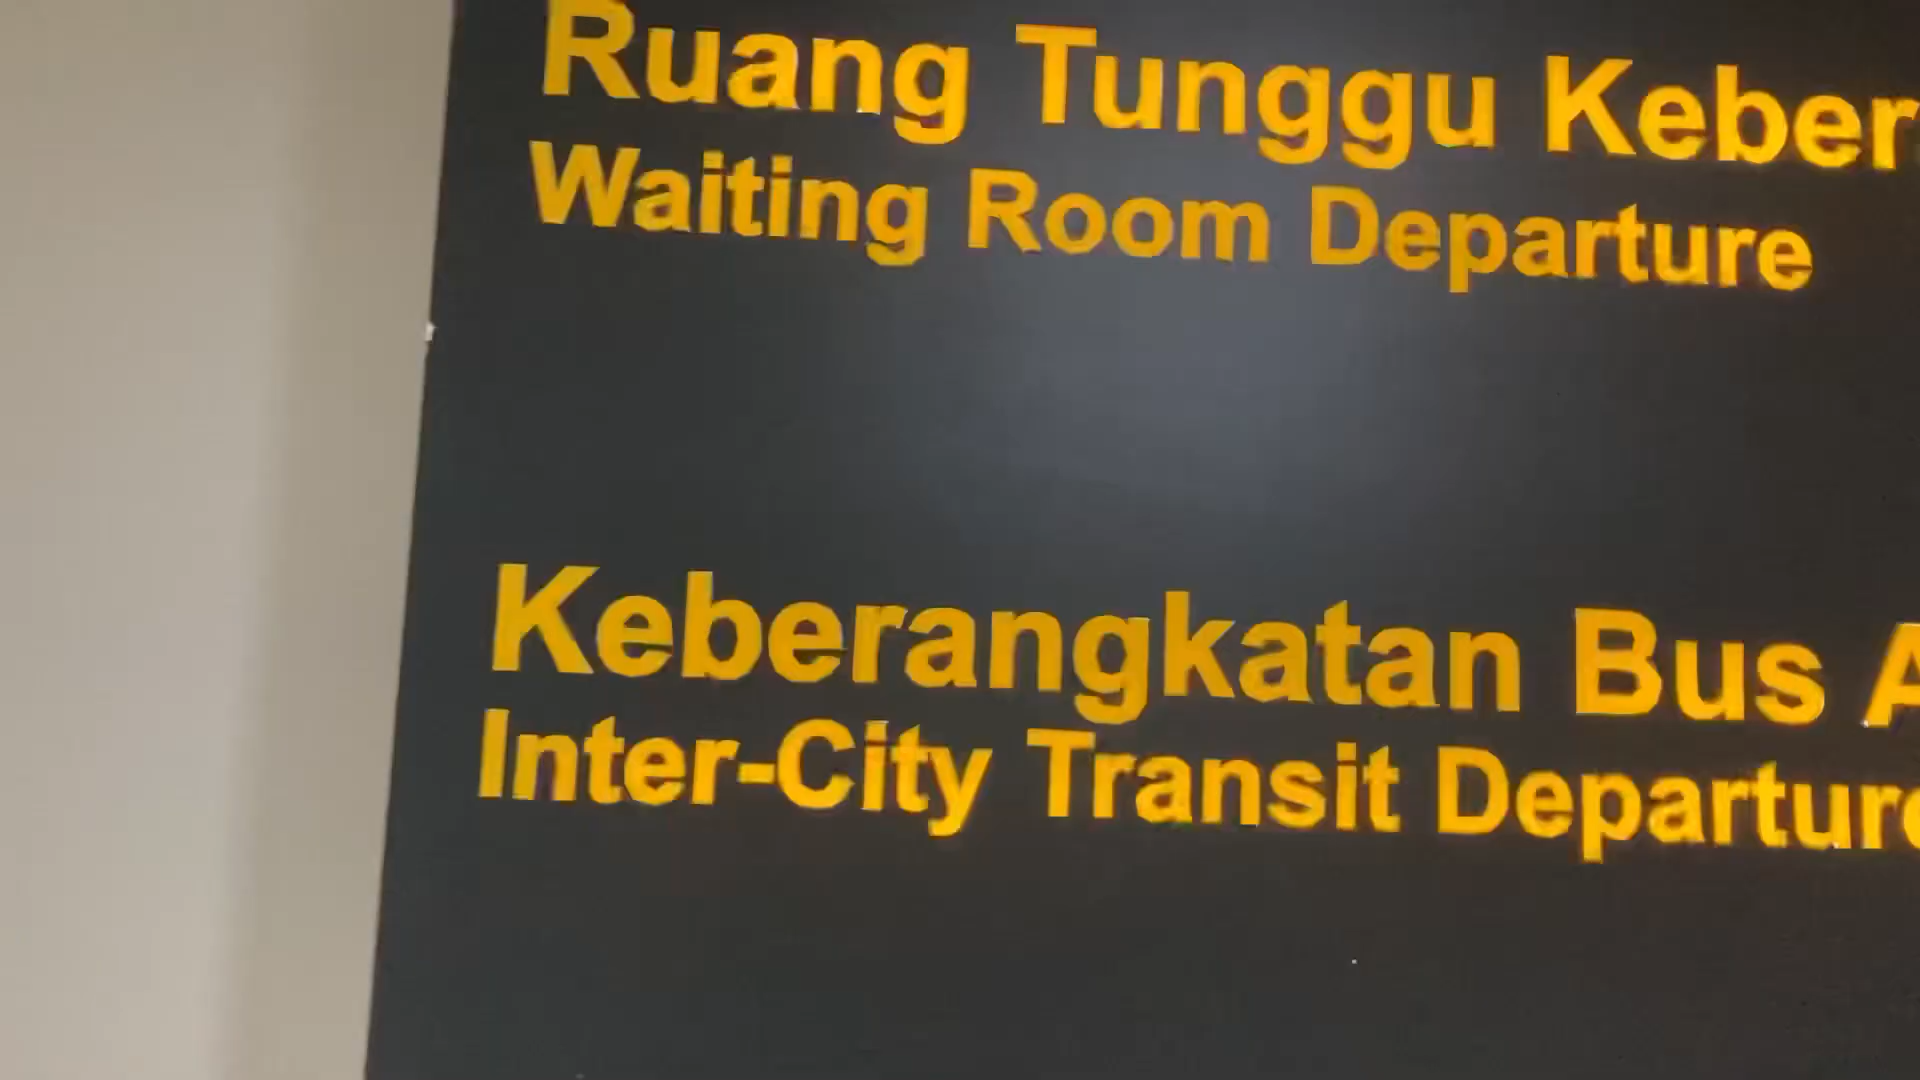 Ruang Tunggu Keber
Waiting Room Departure
Keberangkatan Bus A
Inter-City Transit Departure